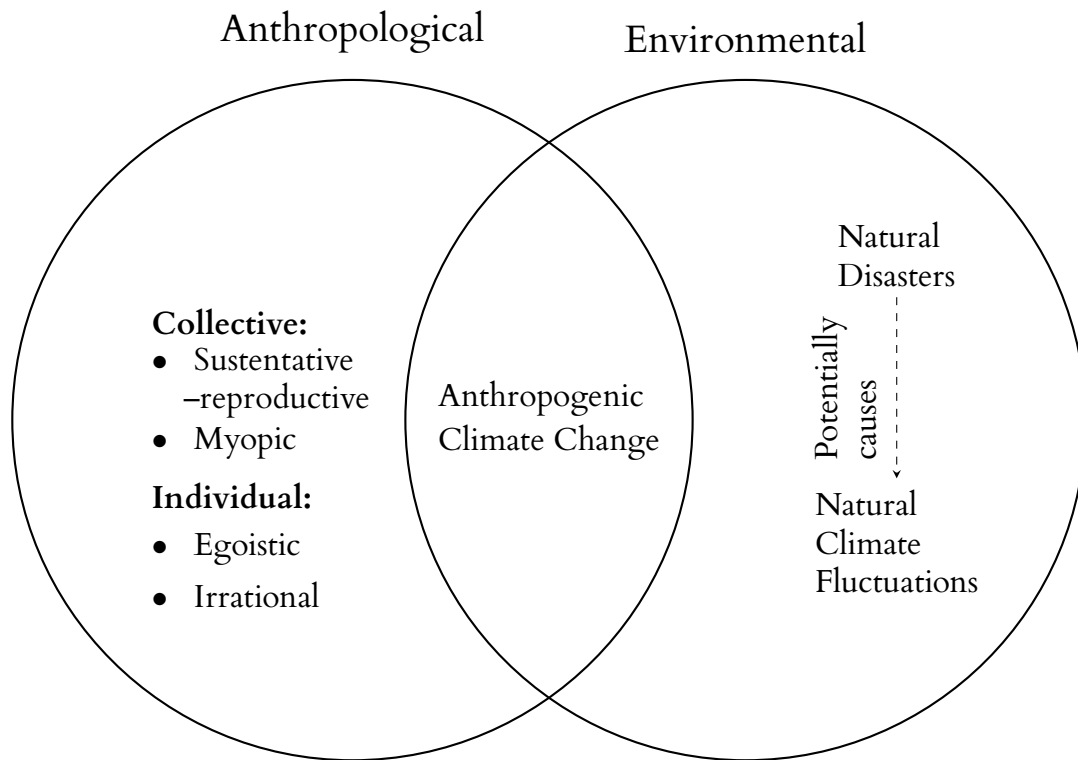 Anthropological
Environmental
Collective:
● Sustentative
–reproductive
● Myopic
Individual:
● Egoistic
● Irrational
Anthropogenic
Climate Change
Natural
Disasters
Potentially
causes
Natural
Climate
Fluctuations